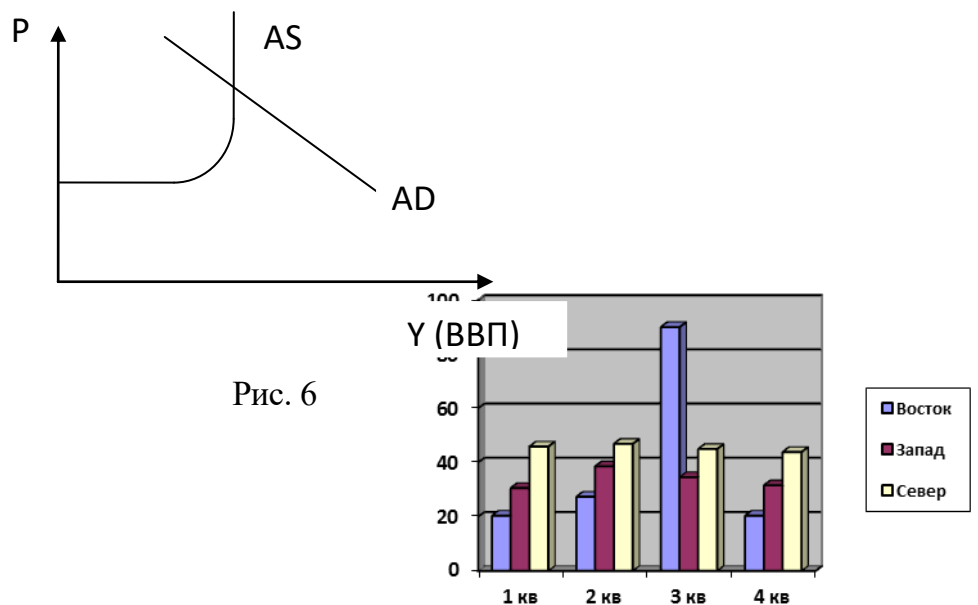 P
AS
AD
Y (ВВП)
Рис. 6
100
60
40
20
0
1 кв
2 кв
3 кв
4 кв
Восток
Запад
Север